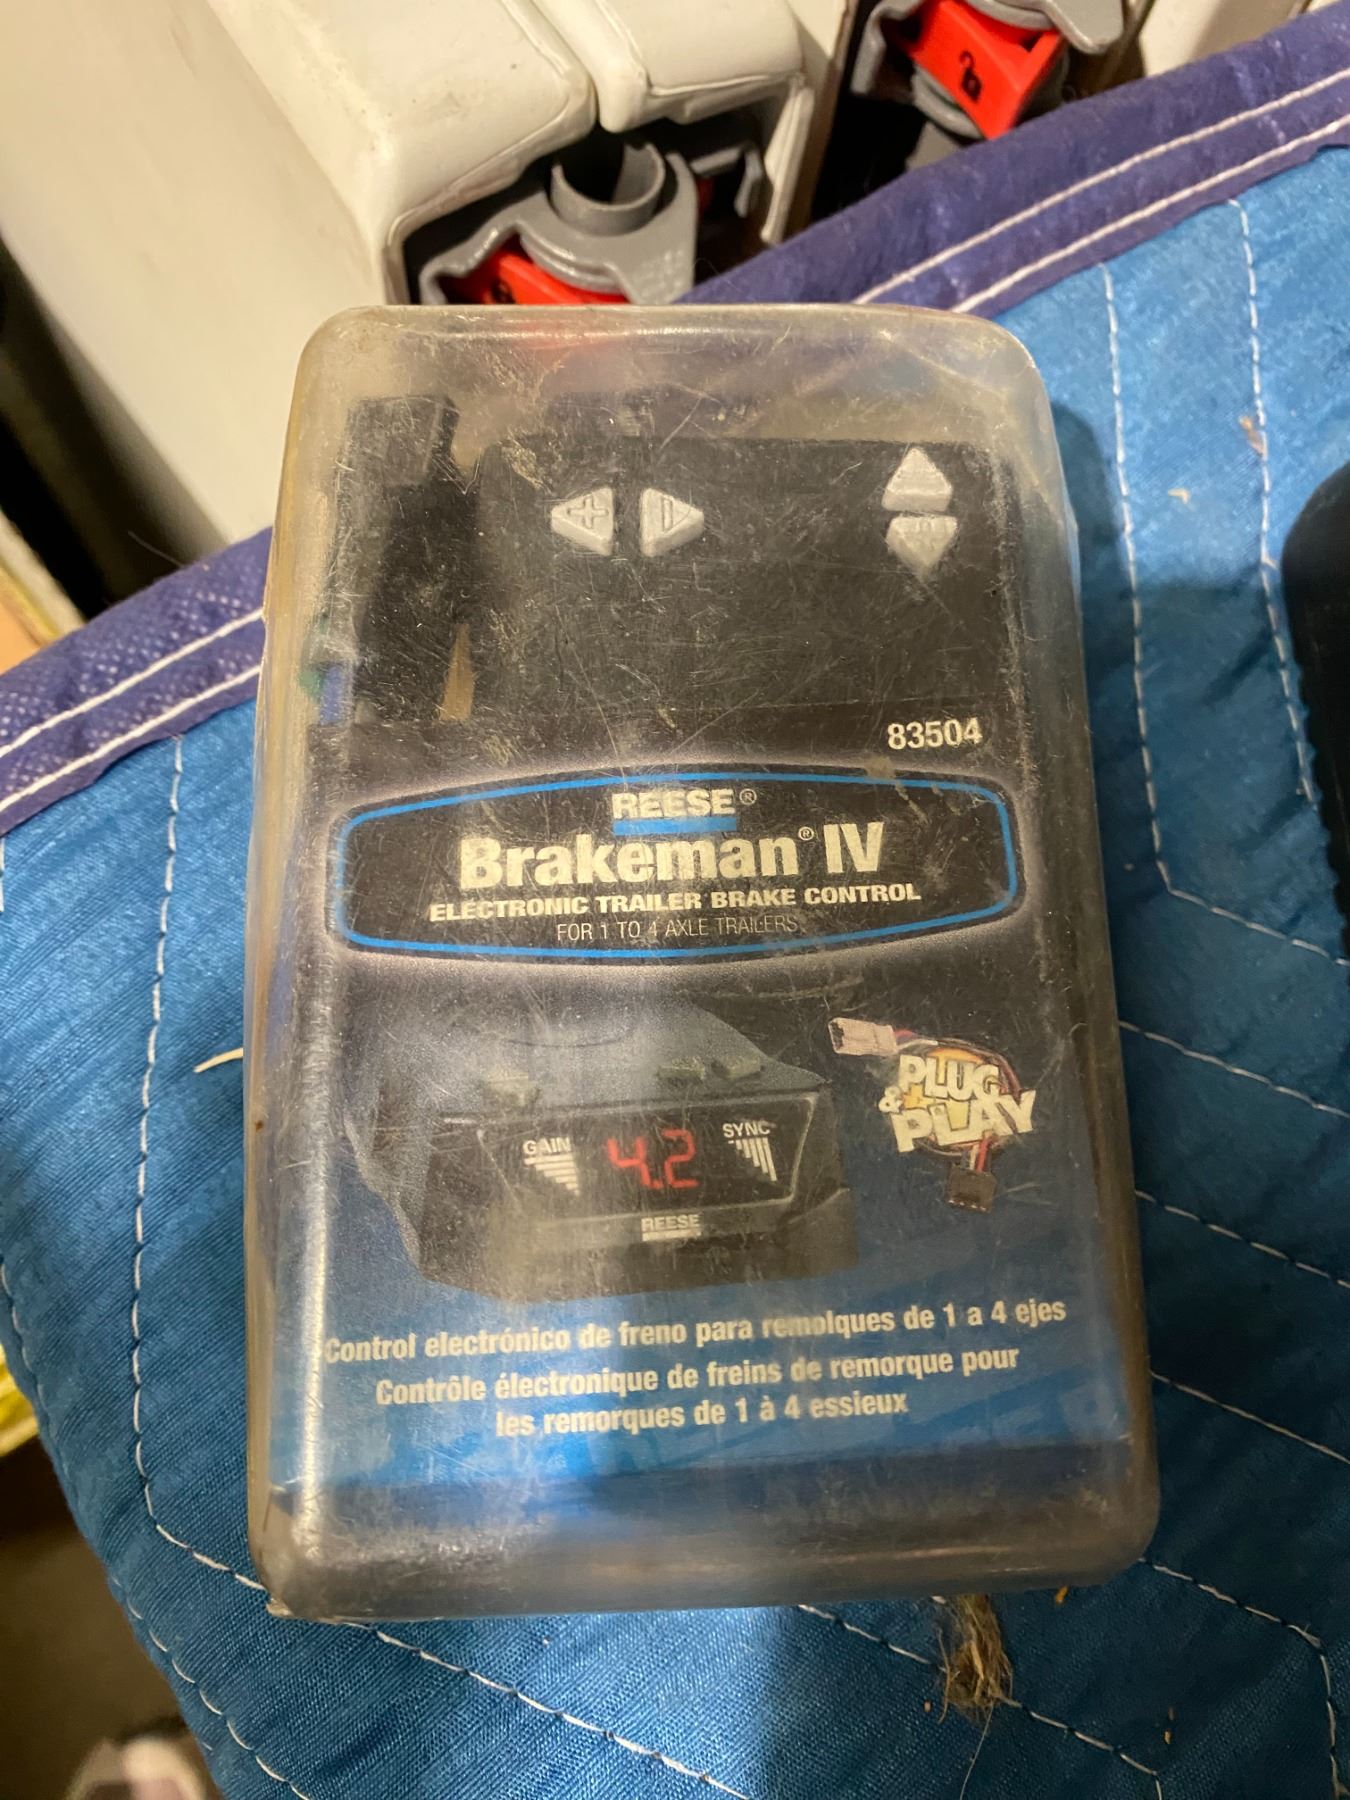 83504
REESE®
Brakeman® IV
ELECTRONIC TRAILER BRAKE CONTROL
FOR 1 TO 4 AXLE TRAILERS
PLUG
& PLAY
GAIN 4.2 SYNC
REESE
Control electrónico de freno para remolques de 1 a 4 ejes
Contrôle électronique de freins de remorque pour
les remorques de 1 à 4 essieux